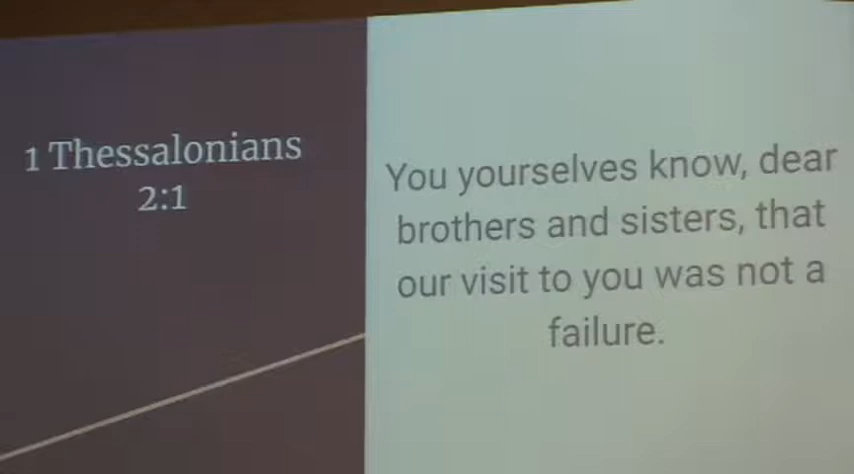 1 Thessalonians
2:1
You yourselves know, dear
brothers and sisters, that
our visit to you was not a
failure.